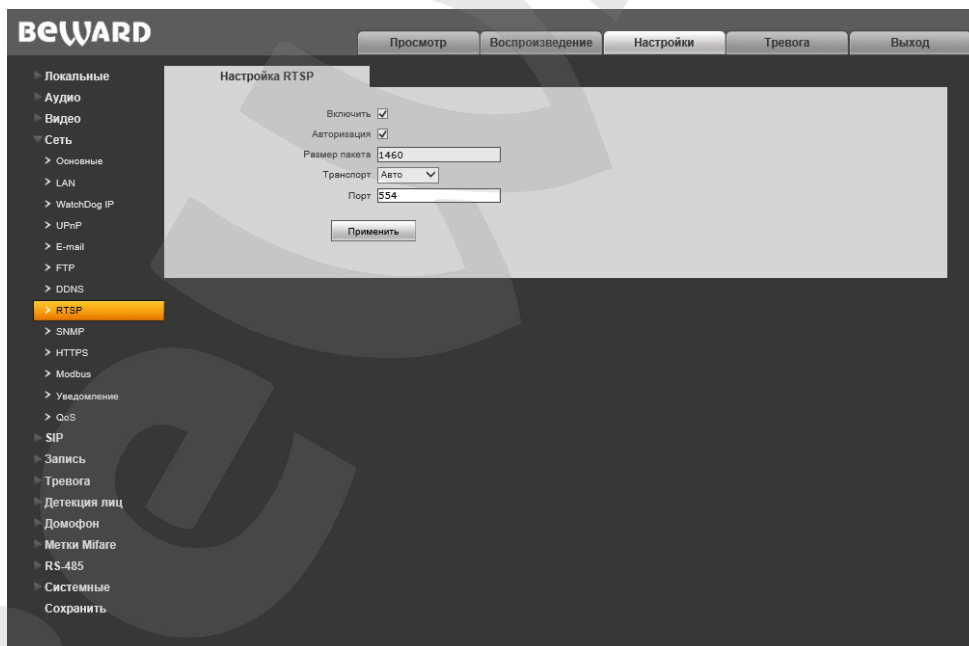 BEWARD
Просмотр
Воспроизведение
Настройки
Тревога
Выход
Локальные
Аудио
Видео
Сеть
Основные
LAN
WatchDog IP
UPnP
E-mail
FTP
DDNS
RTSP
SNMP
HTTPS
Modbus
Уведомление
QoS
SIP
Запись
Тревога
Детекция лиц
Домофон
Метки Mifare
RS-485
Системные
Сохранить
Настройка RTSP
Включить
Авторизация
Размер пакета 1460
Транспорт Авто
Порт 554
Применить